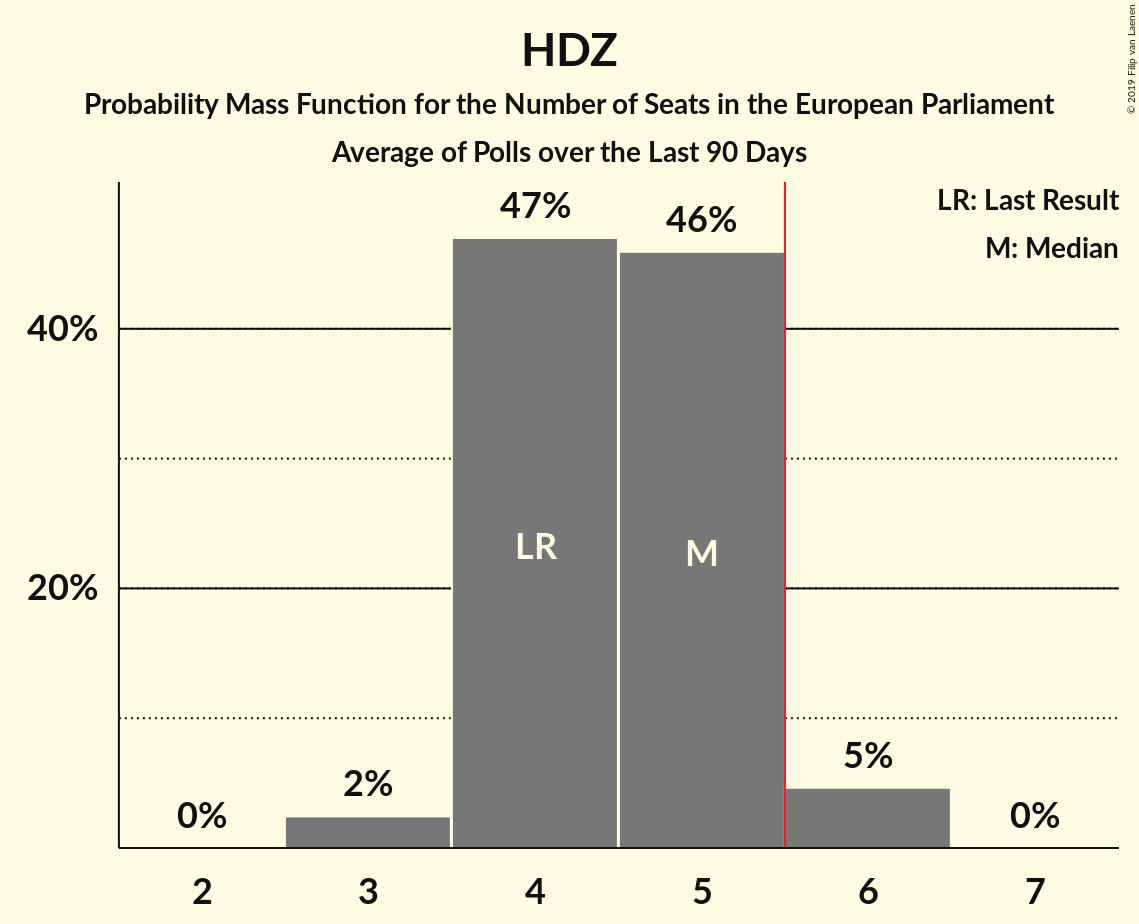 HDZ
Probability Mass Function for the Number of Seats in the European Parliament
Average of Polls over the Last 90 Days
© 2019 Filip van Laenen
LR: Last Result
M: Median
47%
46%
40%
LR
M
20%
5%
2%
0%
0%
2 3 4 5 6 7